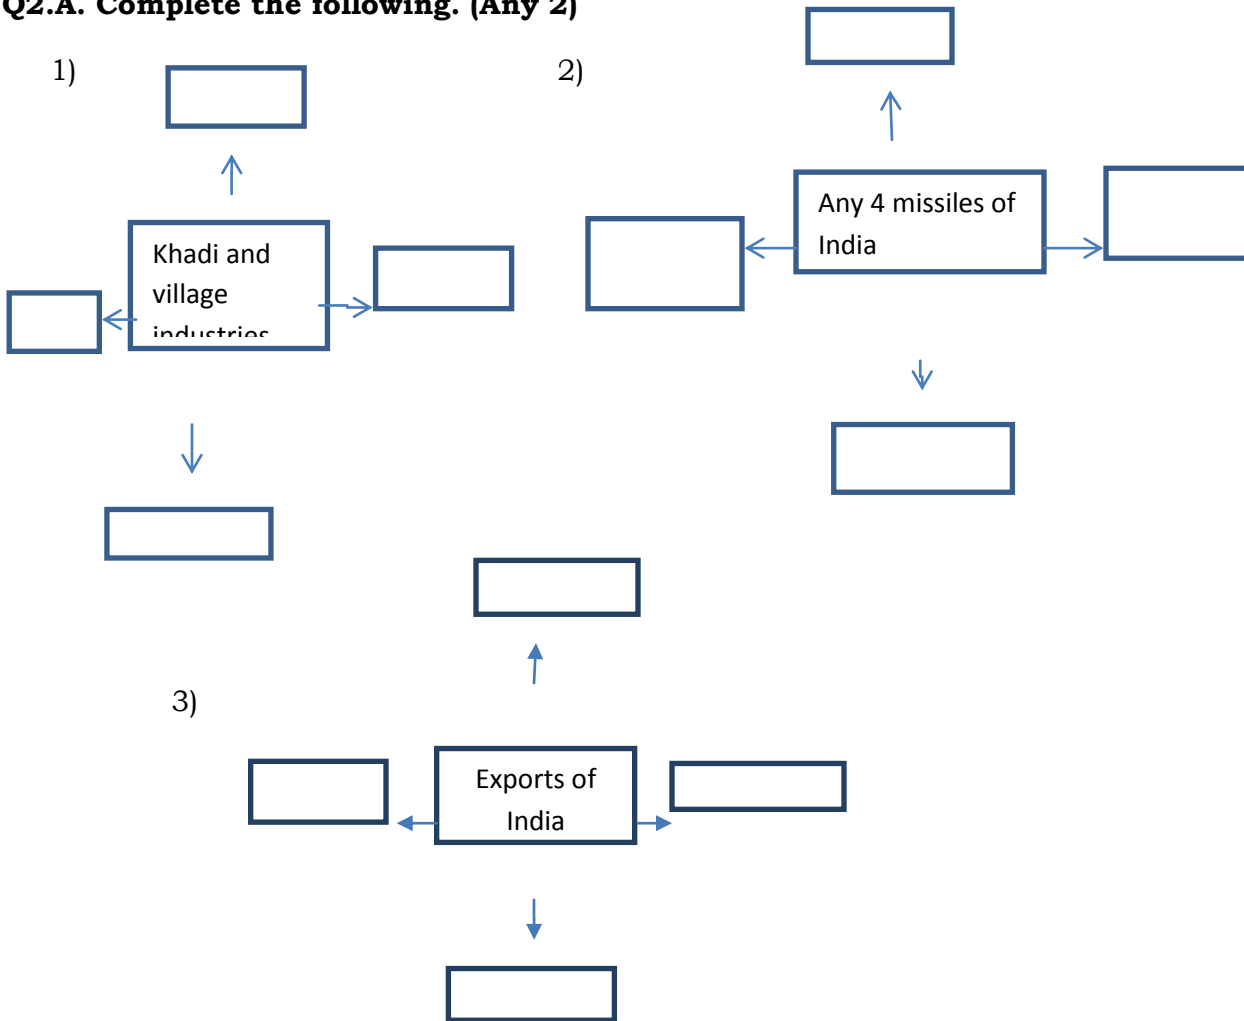 Q2.A. Complete the following. (Any 2)
1)
2)
Khadi and
village
industries
Any 4 missiles of
India
3)
Exports of
India